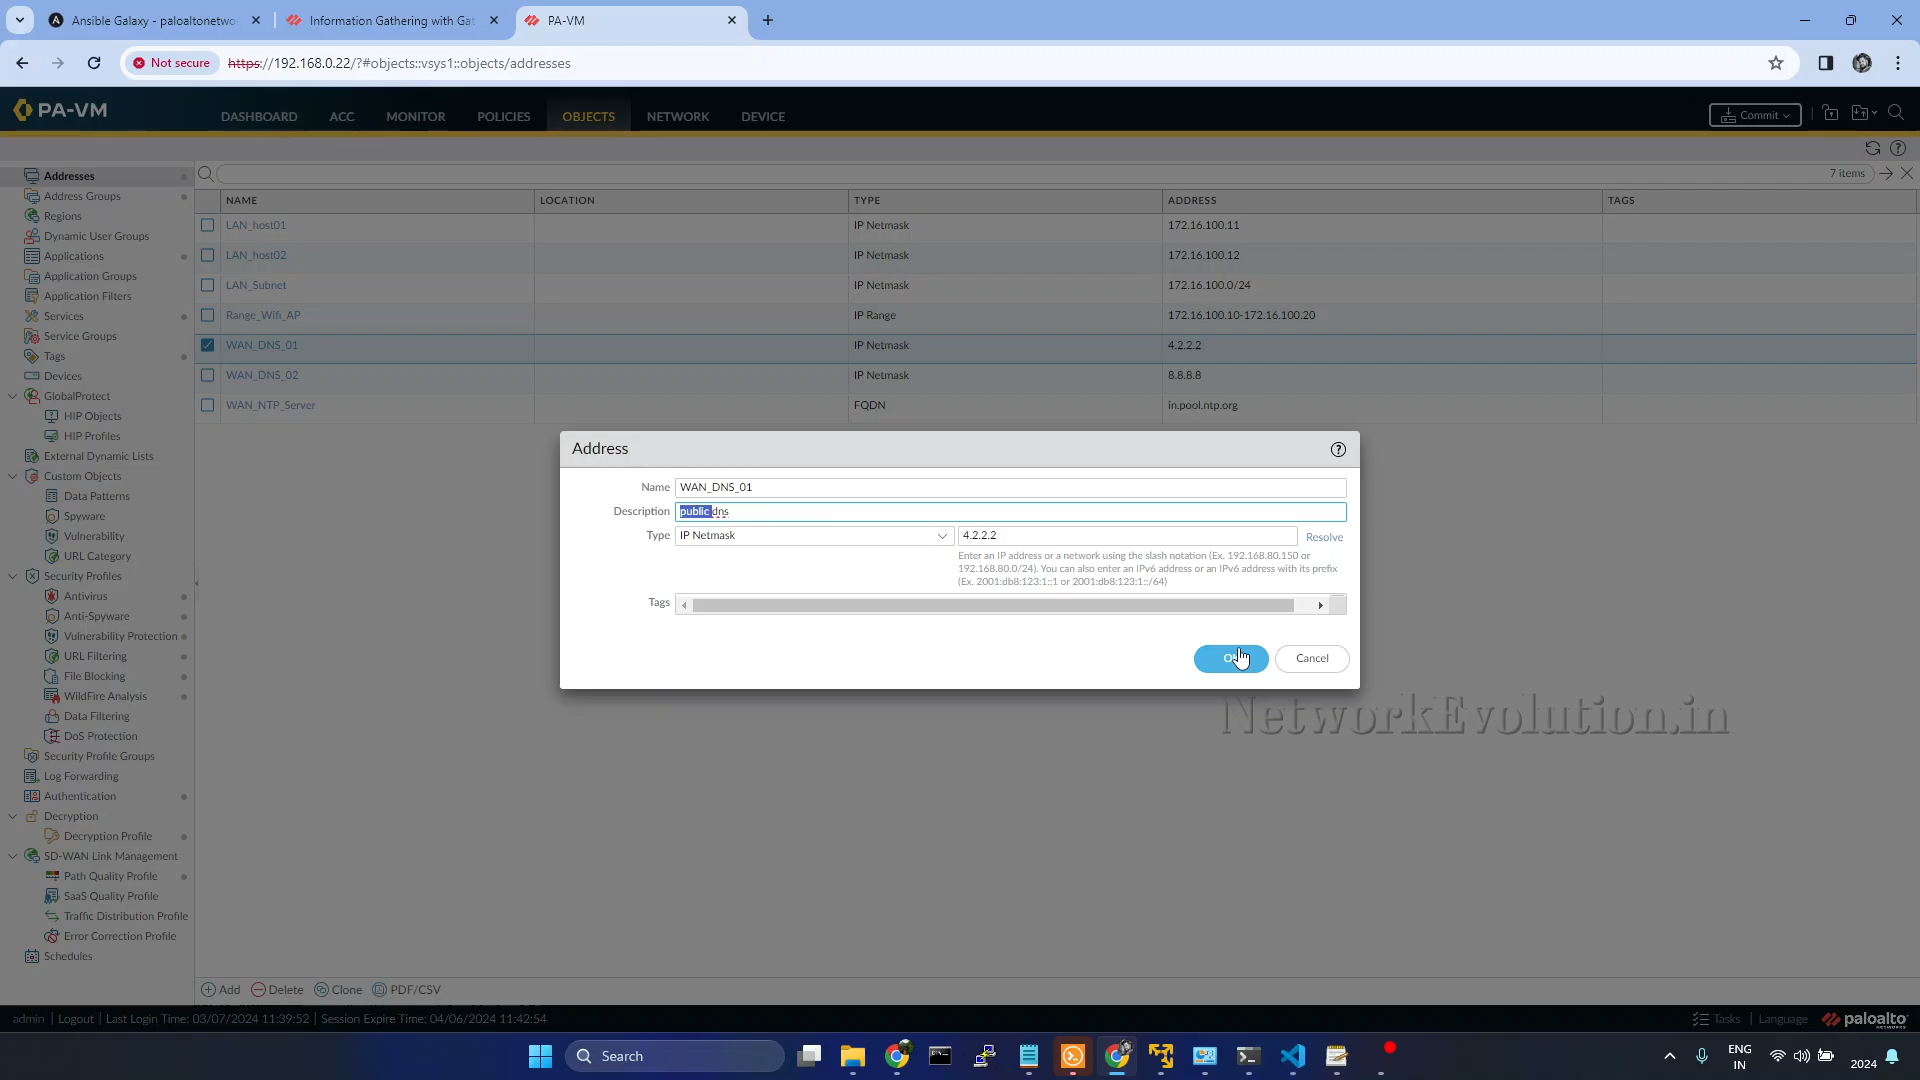 Ansible Galaxy - paloaltonetwo
Information Gathering with Gat
PA-VM
Not secure
https://192.168.0.22/?#objects::vsys1::objects/addresses
PA-VM
DASHBOARD
ACC
MONITOR
POLICIES
OBJECTS
NETWORK
DEVICE
Commit
7 items
Addresses
Address Groups
Regions
Dynamic User Groups
Applications
Application Groups
Application Filters
Services
Service Groups
Tags
Devices
GlobalProtect
HIP Objects
HIP Profiles
External Dynamic Lists
Custom Objects
Data Patterns
Spyware
Vulnerability
URL Category
Security Profiles
Antivirus
Anti-Spyware
Vulnerability Protection
URL Filtering
File Blocking
WildFire Analysis
Data Filtering
DoS Protection
Security Profile Groups
Log Forwarding
Authentication
Decryption
Decryption Profile
SD-WAN Link Management
Path Quality Profile
SaaS Quality Profile
Traffic Distribution Profile
Error Correction Profile
Schedules
NAME LOCATION TYPE ADDRESS TAGS
LAN_host01 IP Netmask 172.16.100.11
LAN_host02 IP Netmask 172.16.100.12
LAN_Subnet IP Netmask 172.16.100.0/24
Range_Wifi_AP IP Range 172.16.100.10-172.16.100.20
WAN_DNS_01 IP Netmask 4.2.2.2
WAN_DNS_02 IP Netmask 8.8.8.8
WAN_NTP_Server FQDN in.pool.ntp.org
Address
Name WAN_DNS_01
Description public dns
Type IP Netmask 4.2.2.2 Resolve
Enter an IP address or a network using the slash notation (Ex. 192.168.80.150 or
192.168.80.0/24). You can also enter an IPv6 address or an IPv6 address with its prefix
(Ex. 2001:db8:123:1::1 or 2001:db8:123:1::/64)
Tags
Cancel
NetworkEvolution.in
Add Delete Clone PDF/CSV
admin | Logout | Last Login Time: 03/07/2024 11:39:52 | Session Expire Time: 04/06/2024 11:42:54
Tasks | Language paloalto
NETWORKS
Search
ENG
IN
2024